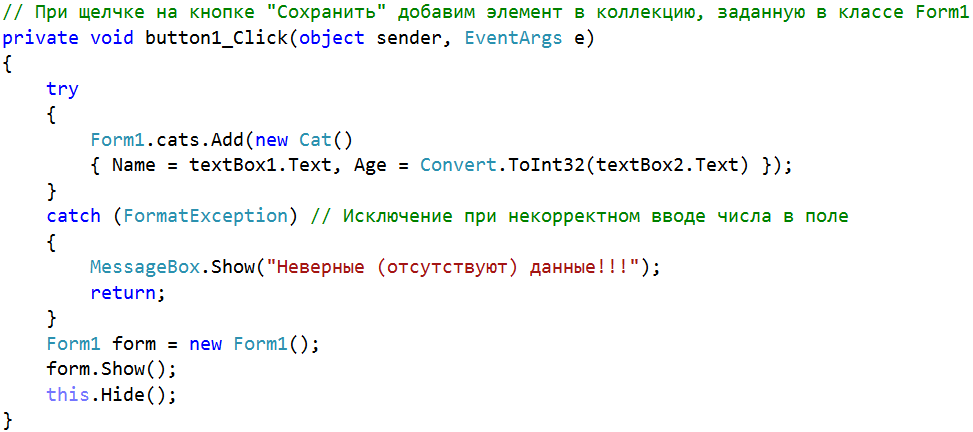 // При щелчке на кнопке "Сохранить" добавим элемент в коллекцию, заданную в классе Form1
private void button1_Click(object sender, EventArgs e)
{
    try
    {
        Form1.cats.Add(new Cat()
        { Name = textBox1.Text, Age = Convert.ToInt32(textBox2.Text) });
    }
    catch (FormatException) // Исключение при некорректном вводе числа в поле
    {
        MessageBox.Show("Неверные (отсутствуют) данные!!!");
        return;
    }
    Form1 form = new Form1();
    form.Show();
    this.Hide();
}